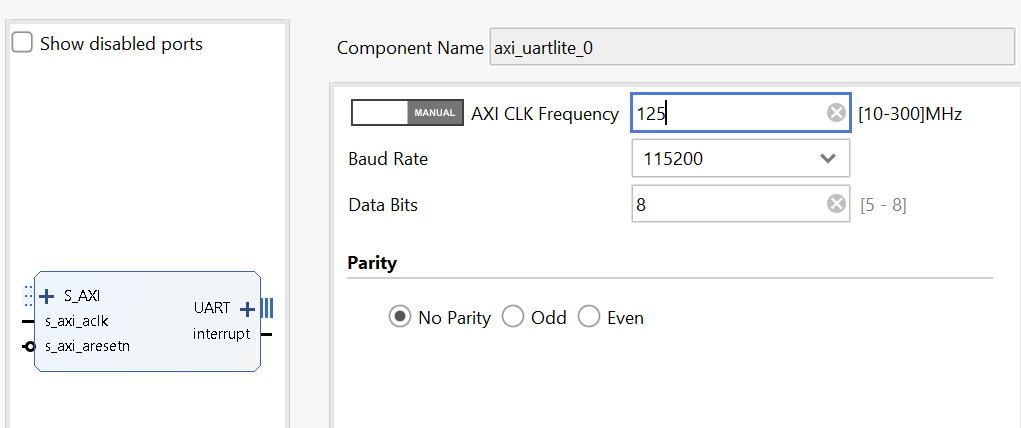 Show disabled ports
S_AXI
s_axi_aclk
s_axi_aresetn
UART
interrupt
Component Name axi_uartlite_0
MANUAL AXI CLK Frequency 125 [10-300]MHz
Baud Rate 115200
Data Bits 8 [5 - 8]
Parity
No Parity Odd Even